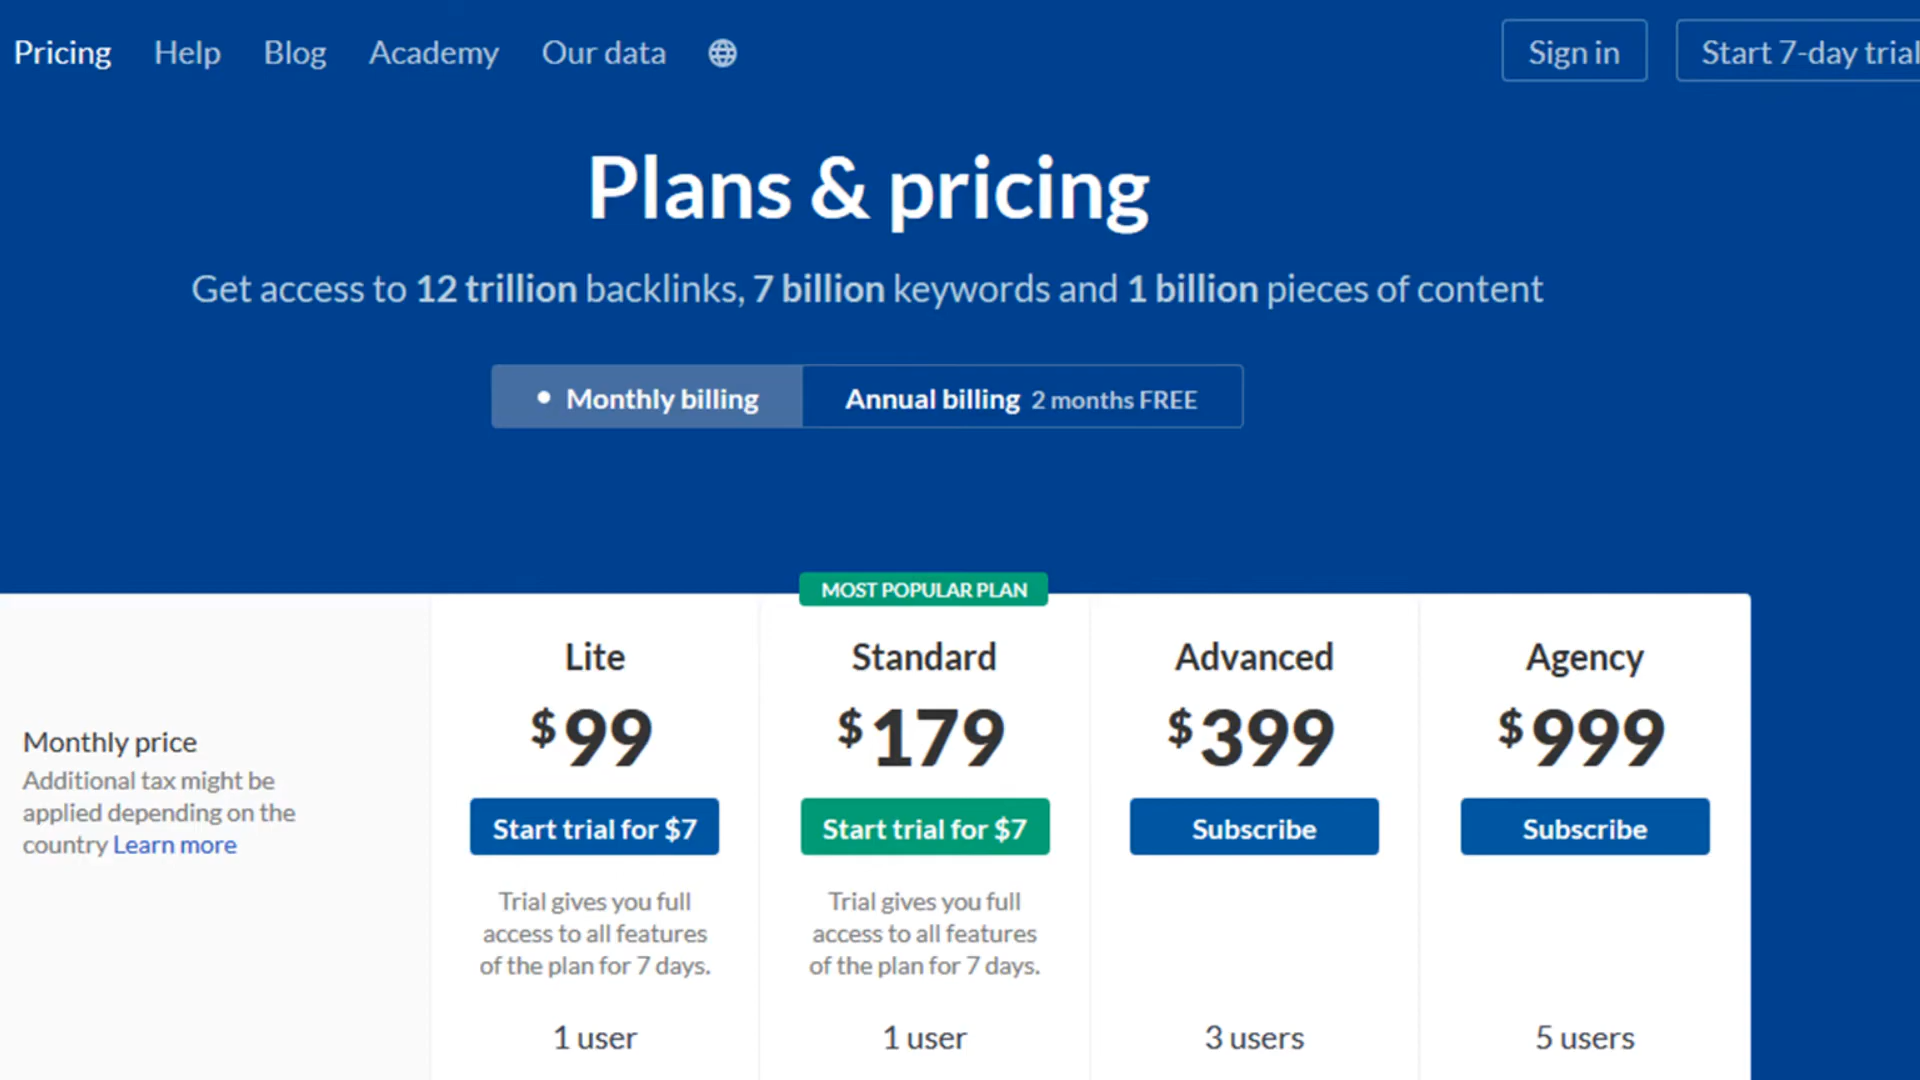 Pricing Help Blog Academy Our data Sign in Start 7-day trial
Plans & pricing
Get access to 12 trillion backlinks, 7 billion keywords and 1 billion pieces of content
Monthly billing Annual billing 2 months FREE
MOST POPULAR PLAN
Lite Standard Advanced Agency
Monthly price $99 $179 $399 $999
Additional tax might be
applied depending on the
country Learn more
Start trial for $7 Start trial for $7 Subscribe Subscribe
Trial gives you full
access to all features
of the plan for 7 days.
Trial gives you full
access to all features
of the plan for 7 days.
1 user 1 user 3 users 5 users